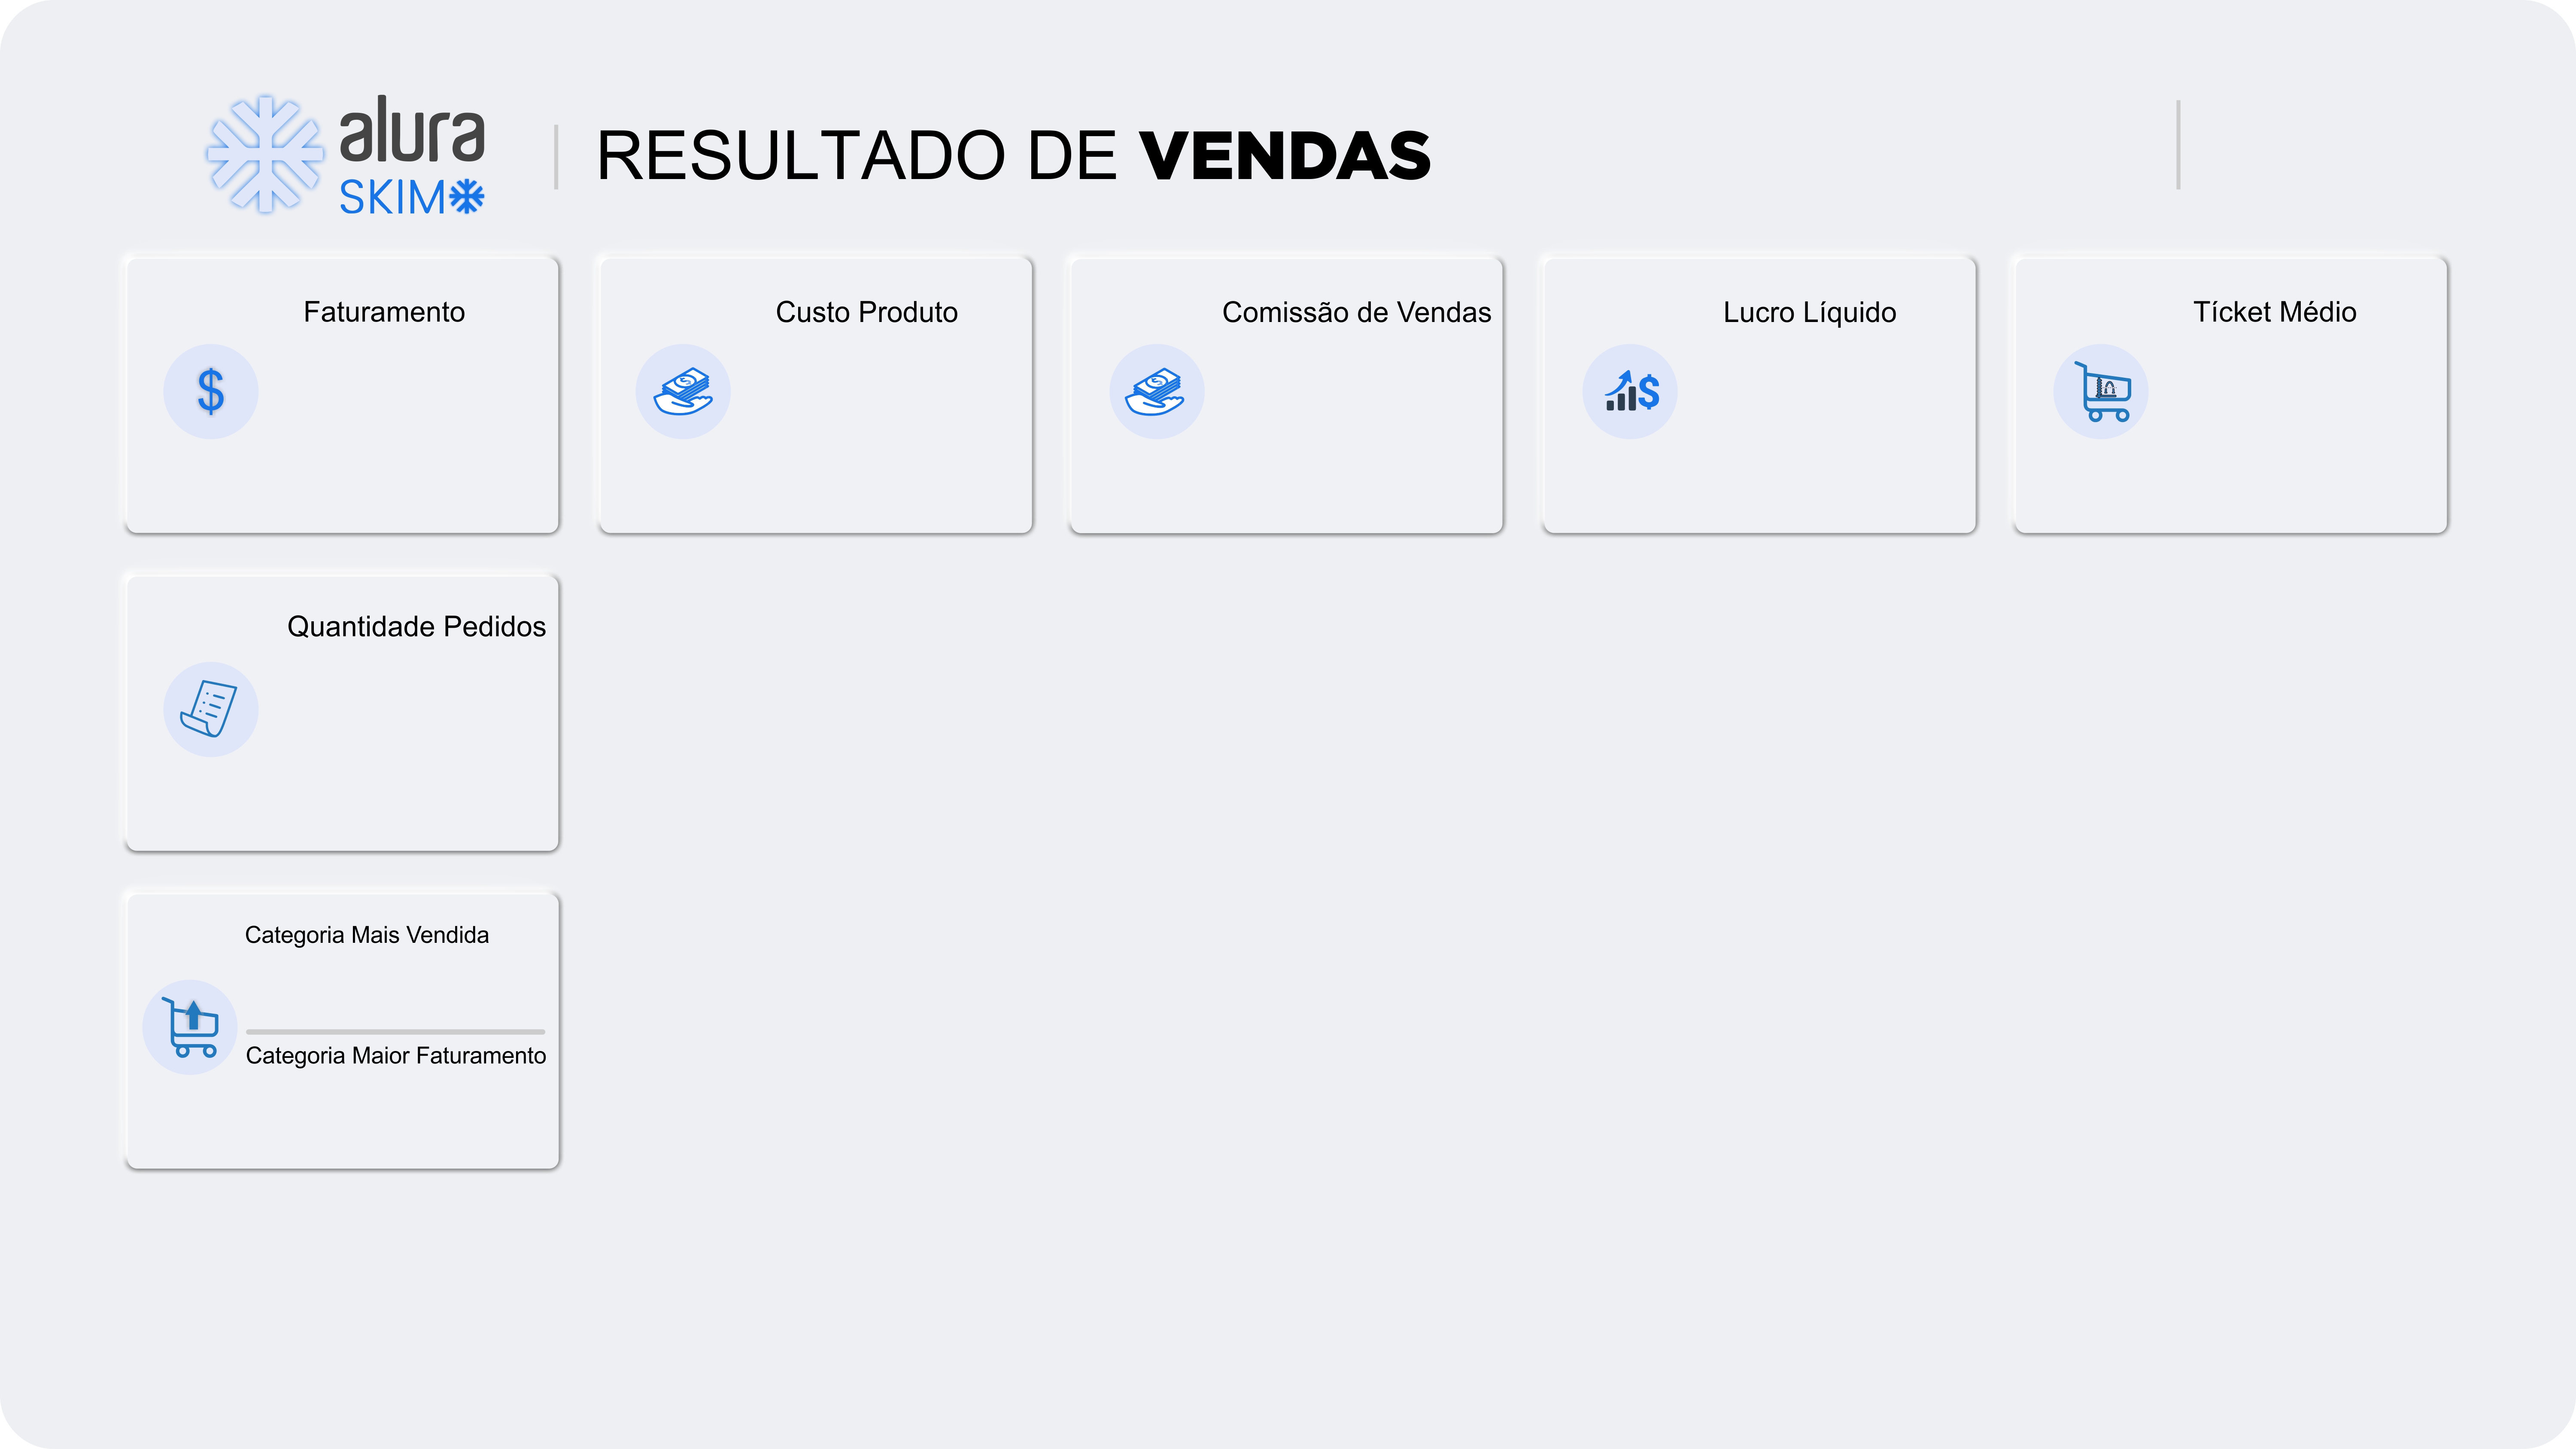 alura
SKIMO
RESULTADO DE VENDAS
Faturamento
Custo Produto
Comissão de Vendas
Lucro Líquido
Tícket Médio
Quantidade Pedidos
Categoria Mais Vendida
Categoria Maior Faturamento